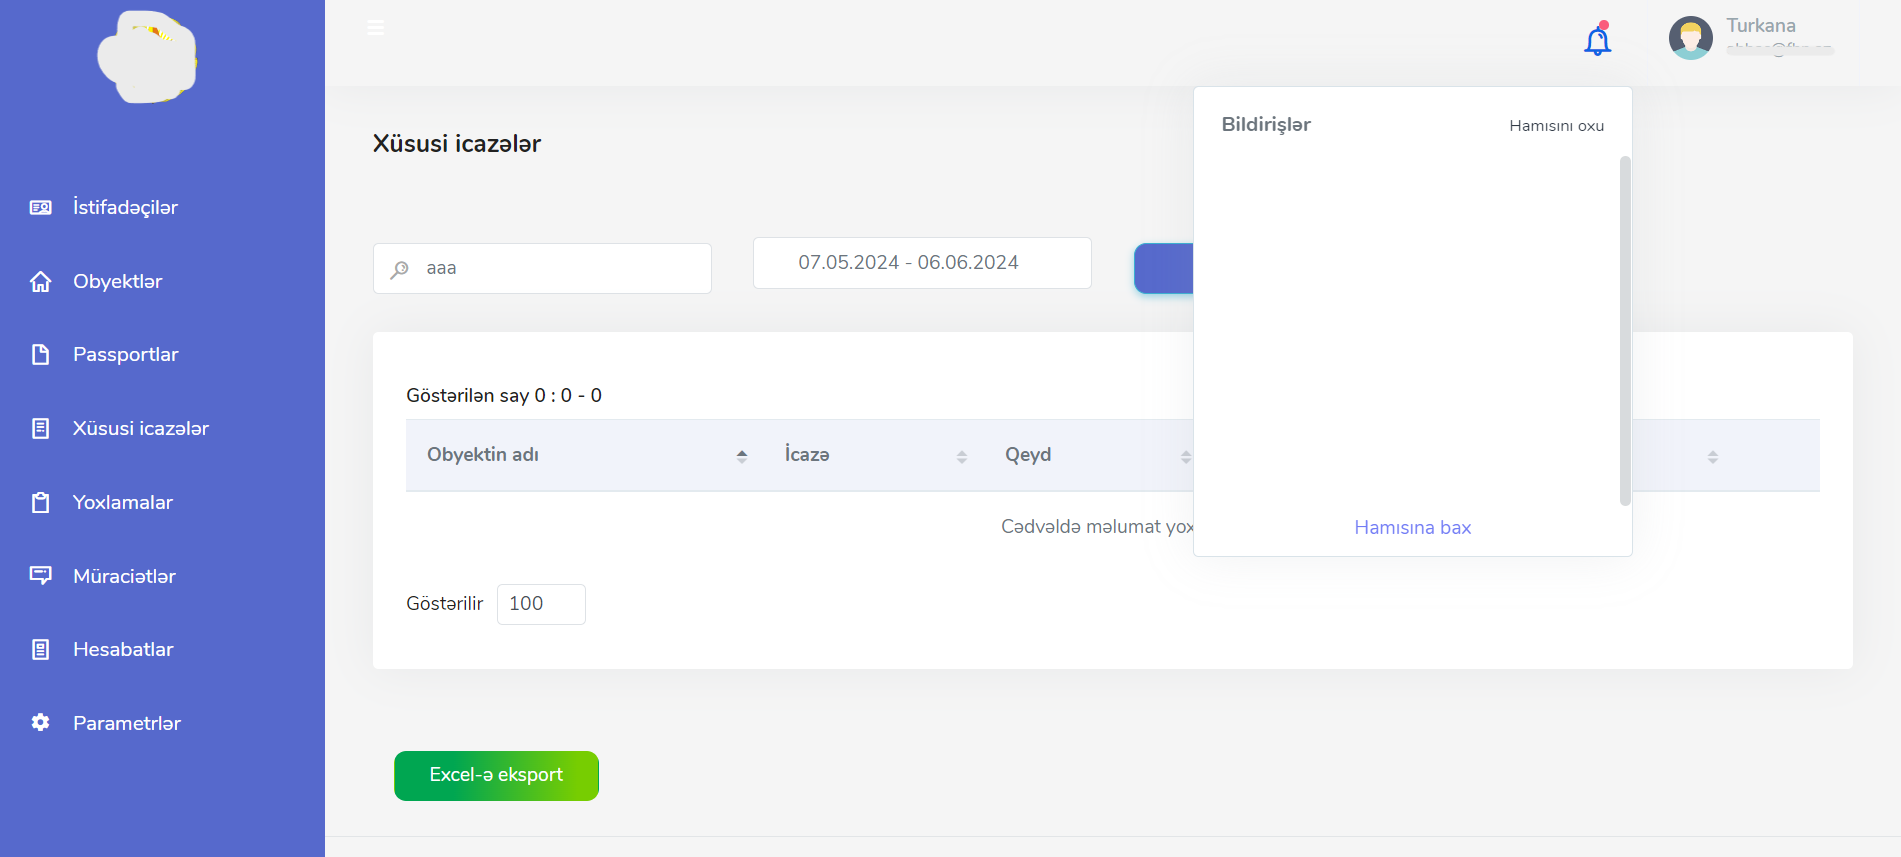 Turkana
Bildirişlər
Hamısını oxu
Xüsusi icazələr
İstifadəçilər
Obyektlər
Passportlar
Xüsusi icazələr
Yoxlamalar
Müraciətlər
Hesabatlar
Parametrlər
aaa
07.05.2024 - 06.06.2024
Göstərilən say 0 : 0 - 0
Obyektin adı İcazə Qeyd
Cədvəldə məlumat yox
Hamısına bax
Göstərilir 100
Excel-ə eksport